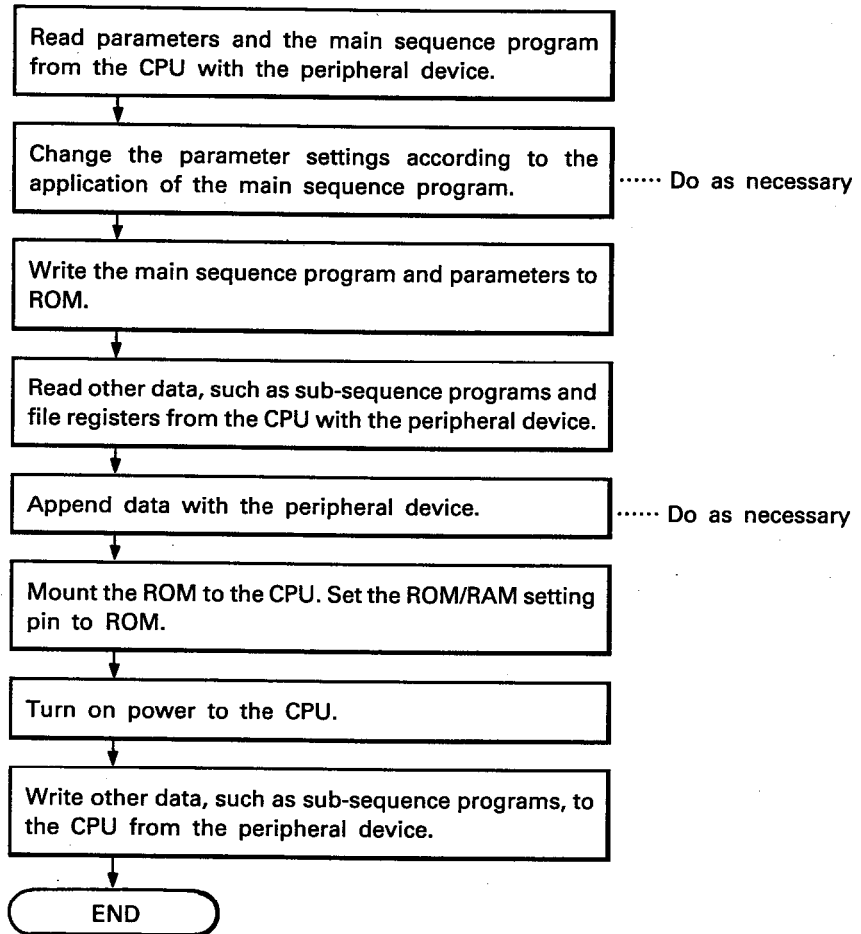 Read parameters and the main sequence program
from the CPU with the peripheral device.
Change the parameter settings according to the
application of the main sequence program.
...... Do as necessary
Write the main sequence program and parameters to
ROM.
Read other data, such as sub-sequence programs and
file registers from the CPU with the peripheral device.
Append data with the peripheral device.
...... Do as necessary
Mount the ROM to the CPU. Set the ROM/RAM setting
pin to ROM.
Turn on power to the CPU.
Write other data, such as sub-sequence programs, to
the CPU from the peripheral device.
END